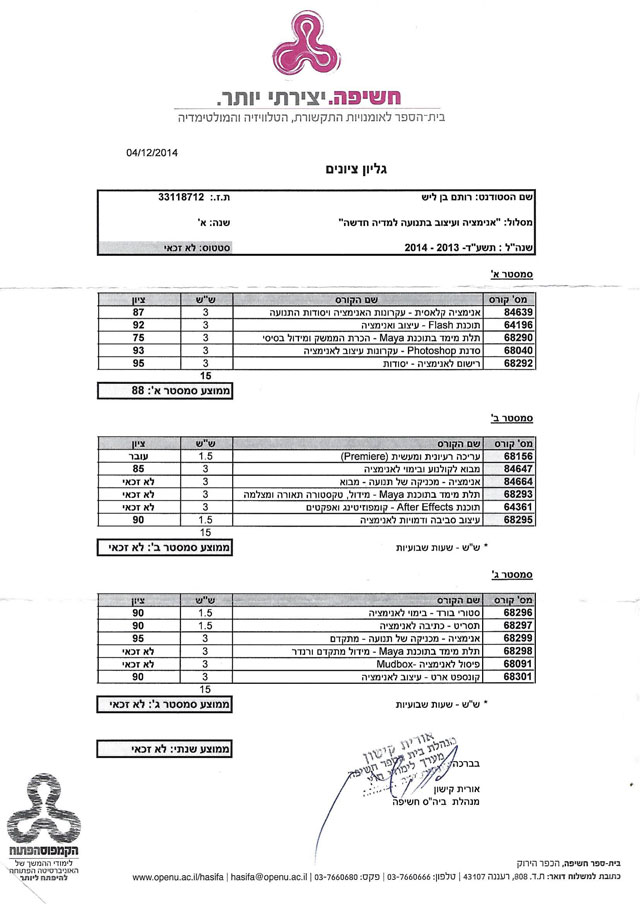 חשיפה. יצירתי יותר.
בית-הספר לאומנויות התקשורת, הטלוויזיה והמולטימדיה
04/12/2014
גליון ציונים
שם הסטודנט: רותם בן ליש ת.ז.: 33118712
מסלול: "אנימציה ועיצוב בתנועה למדיה חדשה" שנה: א'
שנה"ל : תשע"ד- 2013 - 2014 סטטוס: לא זכאי
סמסטר א'
מס' קורס שם הקורס ש"ש ציון
84639 אנימציה קלאסית - עקרונות האנימציה ויסודות התנועה 3 87
64196 תוכנת Flash - עיצוב ואנימציה 3 92
68290 תלת מימד בתוכנת Maya - הכרת הממשק ומידול בסיסי 3 75
68040 סדנת Photoshop - עקרונות עיצוב לאנימציה 3 93
68292 רישום לאנימציה - יסודות 3 95
15
ממוצע סמסטר א': 88
סמסטר ב'
מס' קורס שם הקורס ש"ש ציון
68156 עריכה רעיונית ומעשית (Premiere) 1.5 עובר
84647 מבוא לקולנוע ובימוי לאנימציה 3 85
84664 אנימציה - מכניקה של תנועה - מבוא 3 לא זכאי
68293 תלת מימד בתוכנת Maya - מידול, טקסטורה תאורה ומצלמה 3 לא זכאי
64361 תוכנת After Effects - קומפוזיטינג ואפקטים 3 לא זכאי
68295 עיצוב סביבה ודמויות לאנימציה 1.5 90
15
* ש"ש - שעות שבועיות ממוצע סמסטר ב': לא זכאי
סמסטר ג'
מס' קורס שם הקורס ש"ש ציון
68296 סטורי בורד - בימוי לאנימציה 1.5 90
68297 תסריט - כתיבה לאנימציה 1.5 90
68299 אנימציה - מכניקה של תנועה - מתקדם 3 95
68298 תלת מימד בתוכנת Maya - מידול מתקדם ורנדר 3 לא זכאי
68091 פיסול לאנימציה -Mudbox 3 לא זכאי
68301 קונספט ארט - עיצוב לאנימציה 3 90
15
* ש"ש - שעות שבועיות ממוצע סמסטר ג': לא זכאי
ממוצע שנתי: לא זכאי
אורית קישון
מנהלת בית הספר חשיפה
מערך לימודי חוץ
בברכה
אורית קישון
מנהלת ביה"ס חשיפה
הקמפוס הפתוח
לימודי ההמשך של
האוניברסיטה הפתוחה
להיפתח ליותר
בית-ספר חשיפה, הכפר הירוק
כתובת למשלוח דואר: ת.ד. 808, רעננה 43107 | טלפון: 03-7660666 | פקס: 03-7660680 | hasifa@openu.ac.il | www.openu.ac.il/hasifa